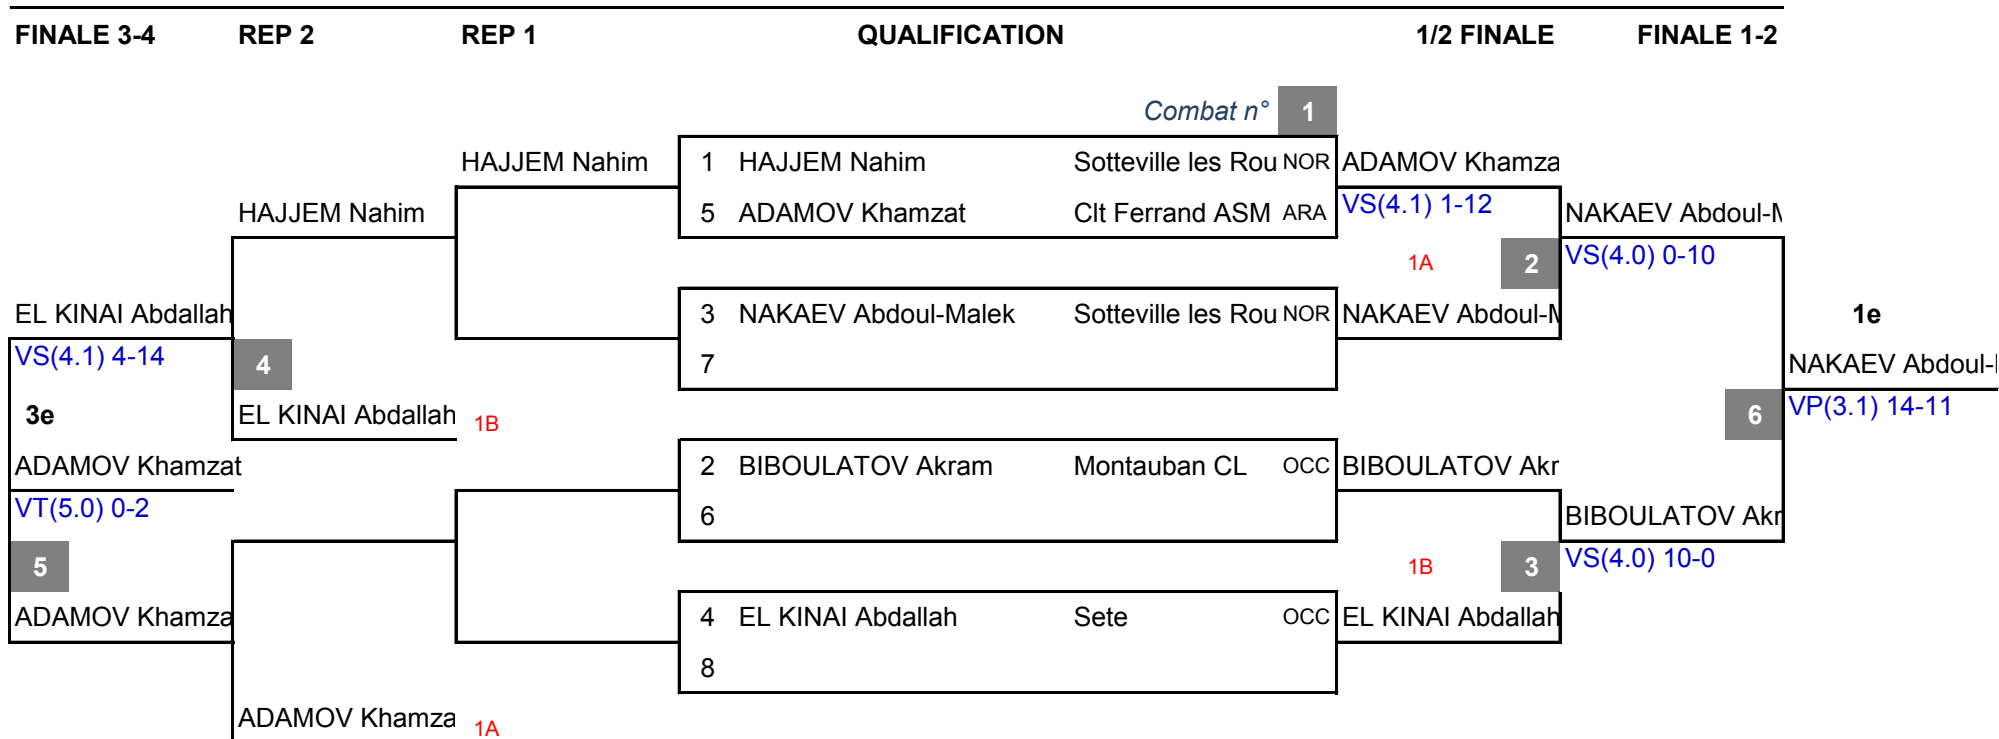 FINALE 3-4 REP 2 REP 1 QUALIFICATION 1/2 FINALE FINALE 1-2
Combat n° 1
HAJJEM Nahim 1 HAJJEM Nahim Sotteville les Rou NOR ADAMOV Khamza
HAJJEM Nahim 5 ADAMOV Khamzat Clt Ferrand ASM ARA VS(4.1) 1-12 NAKAEV Abdoul-M
1A 2 VS(4.0) 0-10
EL KINAI Abdallah 3 NAKAEV Abdoul-Malek Sotteville les Rou NOR NAKAEV Abdoul-M 1e
VS(4.1) 4-14 4 7 NAKAEV Abdoul-
3e EL KINAI Abdallah 1B 6 VP(3.1) 14-11
ADAMOV Khamzat 2 BIBOULATOV Akram Montauban CL OCC BIBOULATOV Akr
VT(5.0) 0-2 6 BIBOULATOV Akr
5 1B 3 VS(4.0) 10-0
ADAMOV Khamza 4 EL KINAI Abdallah Sete OCC EL KINAI Abdallah
8
ADAMOV Khamza 1A